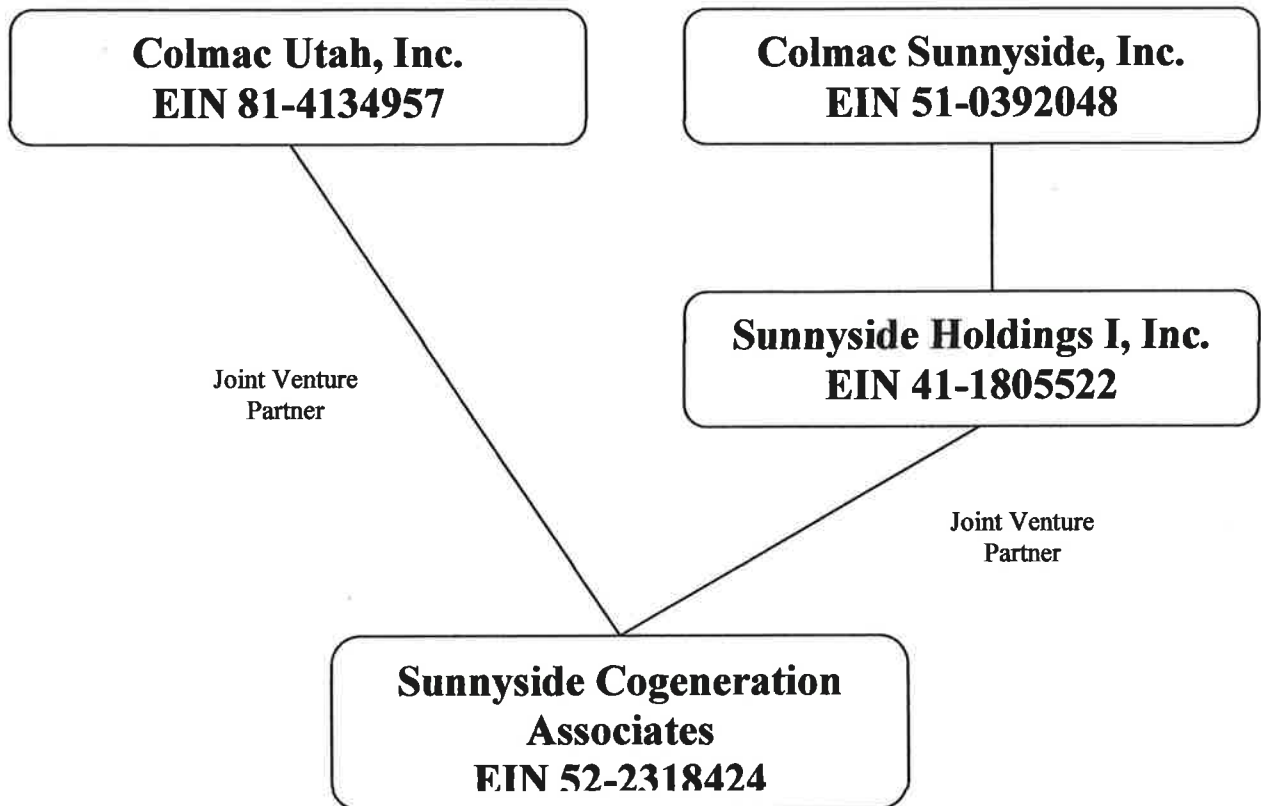 Colmac Utah, Inc.
EIN 81-4134957
Colmac Sunnyside, Inc.
EIN 51-0392048
Sunnyside Holdings I, Inc.
EIN 41-1805522
Joint Venture
Partner
Joint Venture
Partner
Sunnyside Cogeneration
Associates
EIN 52-2318424